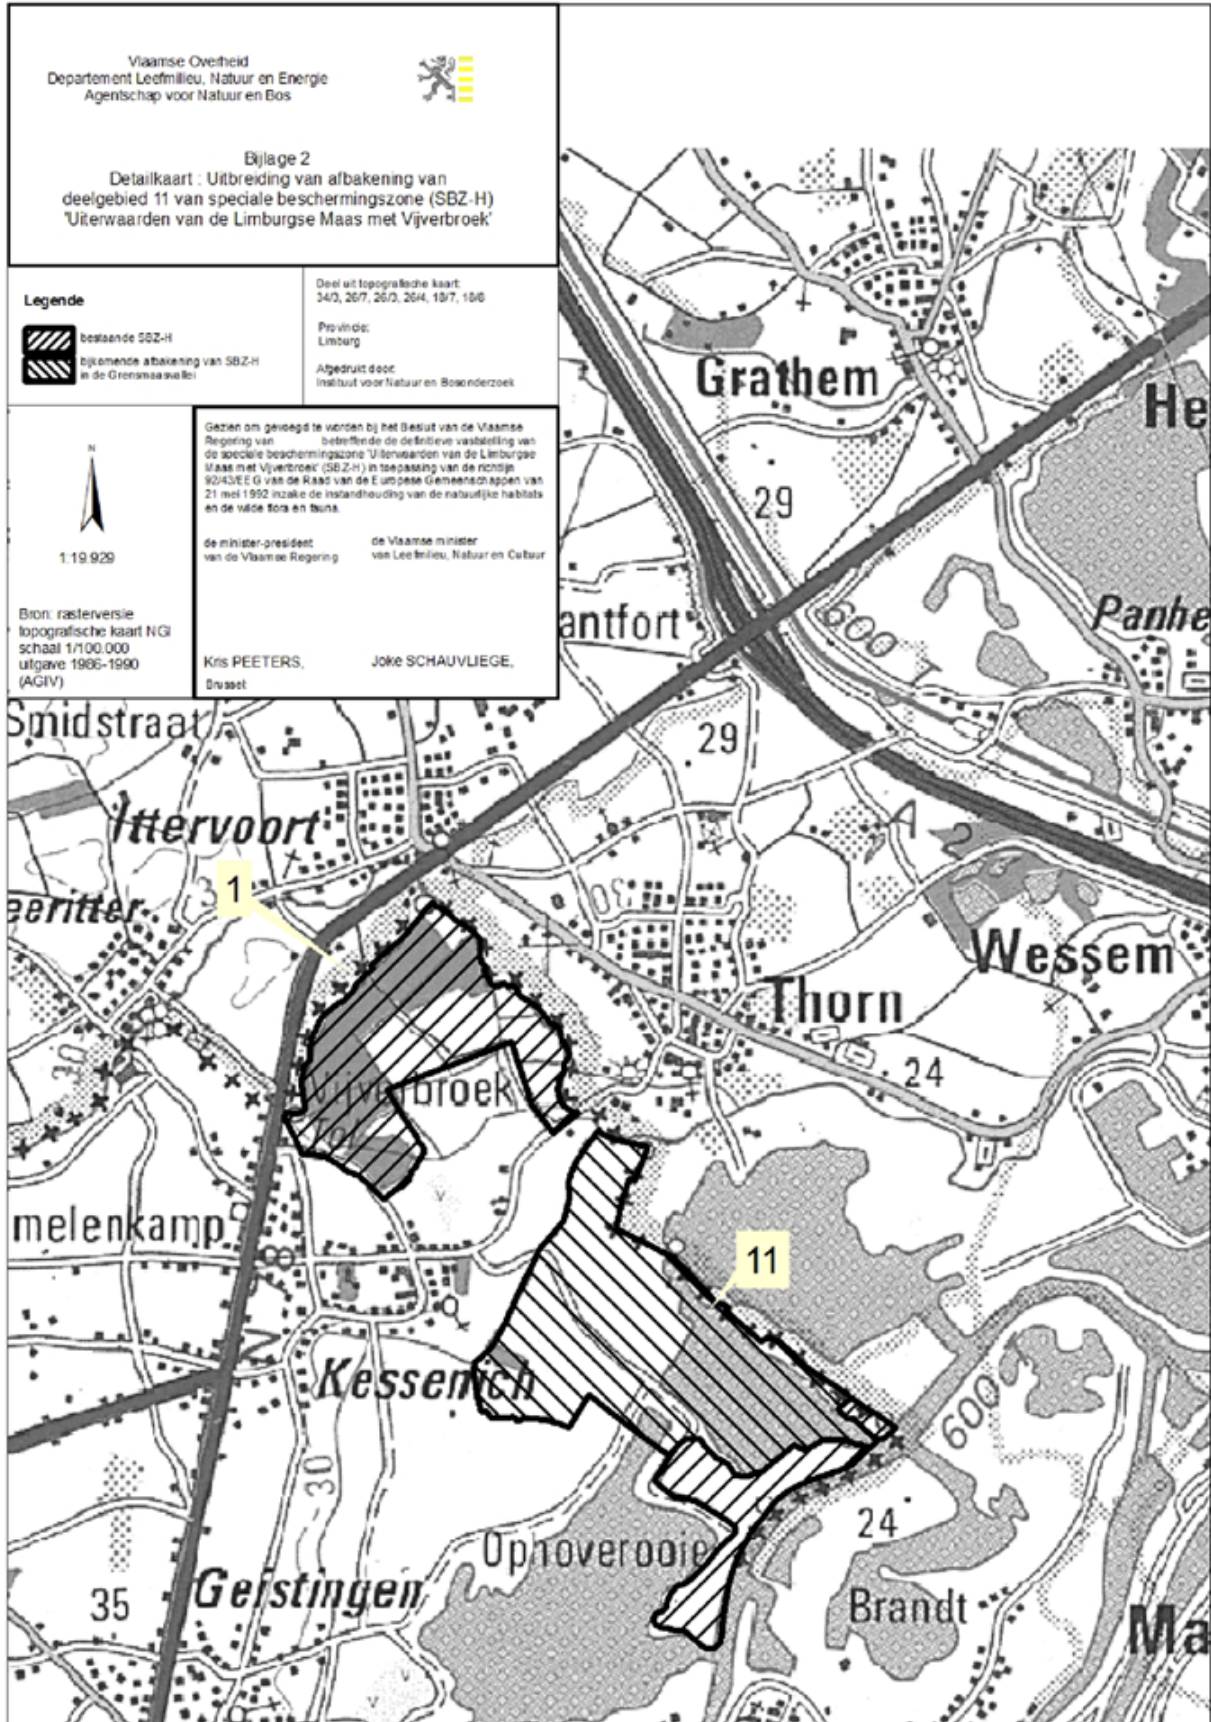 Vlaamse Overheid
Departement Leefmilieu, Natuur en Energie
Agentschap voor Natuur en Bos
Bijlage 2
Detailkaart : Uitbreiding van afbakening van
deelgebied 11 van speciale beschermingszone (SBZ-H)
'Uiterwaarden van de Limburgse Maas met Vijverbroek'
Legende
bestaande SBZ-H
bijkomende afbakening van SBZ-H
in de Grensmaasvallei
Deel uit topografische kaart:
34/3, 26/7, 26/3, 26/4, 18/7, 18/8
Provincie:
Limburg
Afgedrukt door:
Instituut voor Natuur en Bosonderzoek
N
1:19.929
Bron: rasterversie
topografische kaart NGI
schaal 1/100.000
uitgave 1986-1990
(AGIV)
Gezien om gevoegd te worden bij het Besluit van de Vlaamse
Regering van betreffende de definitieve vaststelling van
de speciale beschermingszone 'Uiterwaarden van de Limburgse
Maas met Vijverbroek' (SBZ-H) in toepassing van de richtlijn
92/43/EEG van de Raad van de Europese Gemeenschappen van
21 mei 1992 inzake de instandhouding van de natuurlijke habitats
en de wilde flora en fauna.
de minister-president
van de Vlaamse Regering
de Vlaamse minister
van Leefmilieu, Natuur en Cultuur
Kris PEETERS,
Joke SCHAUVLIEGE,
Brussel:
Grathem
He
29
antfort
600
Panhe
Smidstraat
29
Ittervoort
A 2
1
eeritter
Wessem
Thorn
30
24
Vijverbroek
melenkamp
11
Kessenich
600
30
24
Ophoverooie
35
Geistingen
Brandt
Ma